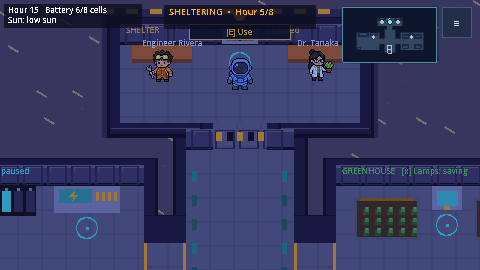 Hour 15 Battery 6/8 cells
Sun: low sun
SHELTERING • Hour 5/8
SHELTER
[E] Use
Engineer Rivera
Dr. Tanaka
paused
GREENHOUSE [x] Lamps: saving